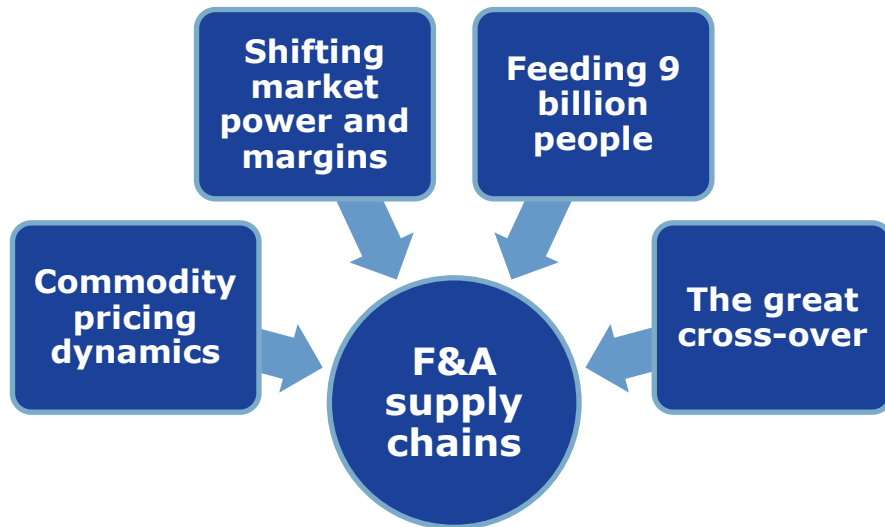 Shifting
market
power and
margins
Feeding 9
billion
people
Commodity
pricing
dynamics
The great
cross-over
F&A
supply
chains